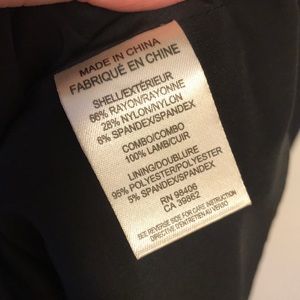 MADE IN CHINA
FABRIQUÉ EN CHINE
SHELL/EXTÉRIEUR
66% RAYON/RAYONNE
28% NYLON/NYLON
6% SPANDEX/SPANDEX
COMBO/COMBO
100% LAMB/CUIR
LINING/DOUBLURE
95% POLYESTER/POLYESTER
5% SPANDEX/SPANDEX
RN 98406
CA 39862
SEE REVERSE SIDE FOR CARE INSTRUCTION
DIRECTIVE D'ENTRETIEN AU VERSO